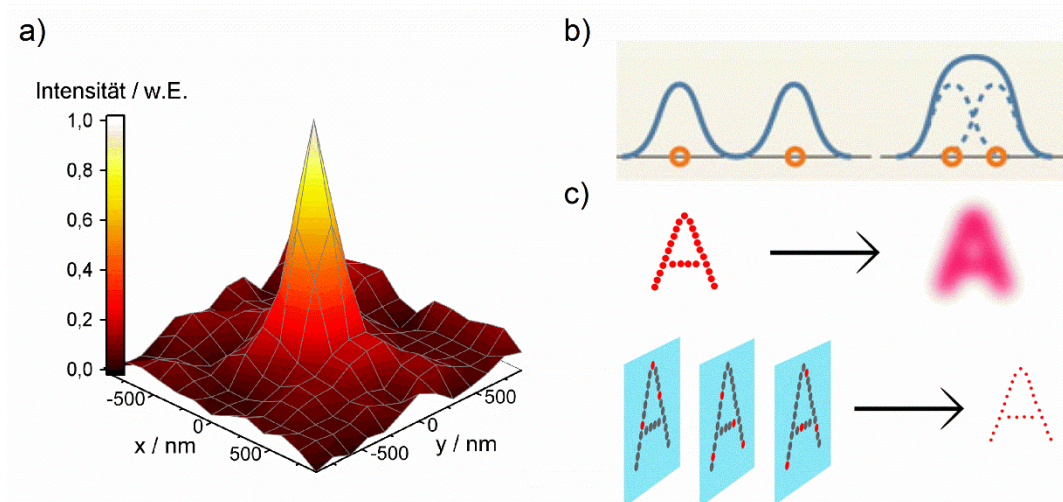 a)
Intensität / w.E.
1,0
0,8
0,6
0,4
0,2
0,0
-500
0
500
x / nm
-500
0
500
y / nm
b)
c)
A
A
A
A
A
A